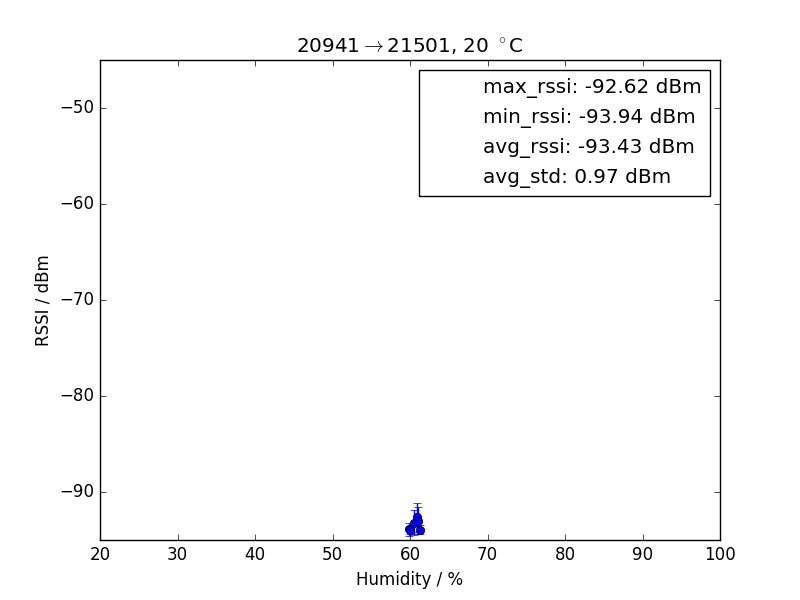 20941→21501, 20 °C
max_rssi: -92.62 dBm
min_rssi: -93.94 dBm
avg_rssi: -93.43 dBm
avg_std: 0.97 dBm
−50
−60
−70
−80
−90
RSSI / dBm
20 30 40 50 60 70 80 90 100
Humidity / %